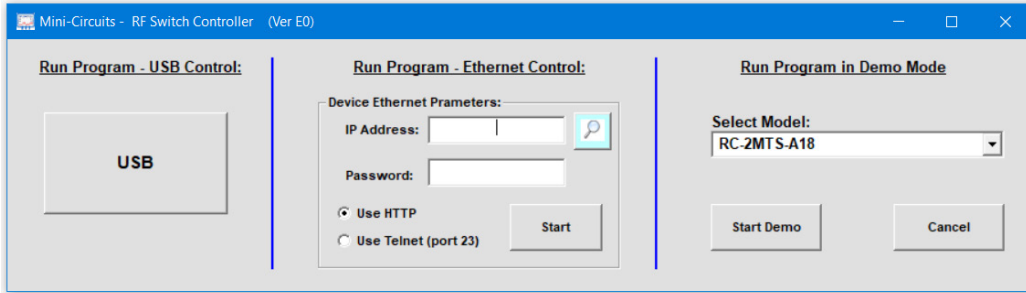 Mini-Circuits - RF Switch Controller (Ver E0)
Run Program - USB Control:
USB
Run Program - Ethernet Control:
Device Ethernet Prameters:
IP Address:
Password:
Use HTTP
Use Telnet (port 23)
Start
Run Program in Demo Mode
Select Model:
RC-2MTS-A18
Start Demo
Cancel